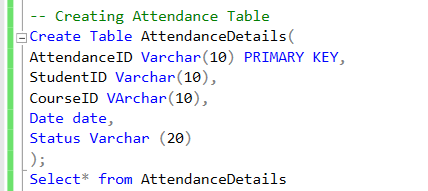 -- Creating Attendance Table
Create Table AttendanceDetails(
AttendanceID Varchar(10) PRIMARY KEY,
StudentID Varchar(10),
CourseID VArchar(10),
Date date,
Status Varchar (20)
);
Select* from AttendanceDetails